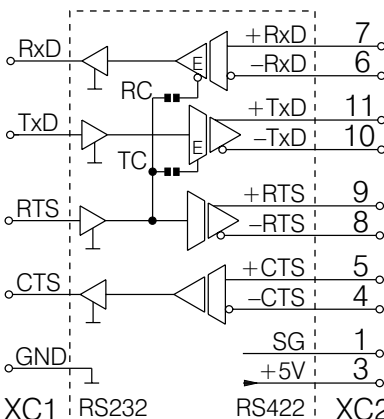 RxD +RxD 7
E −RxD 6
RC
TxD +TxD 11
E −TxD 10
TC
RTS +RTS 9
−RTS 8
CTS +CTS 5
−CTS 4
GND SG 1
+5V 3
XC1 RS232 RS422 XC2